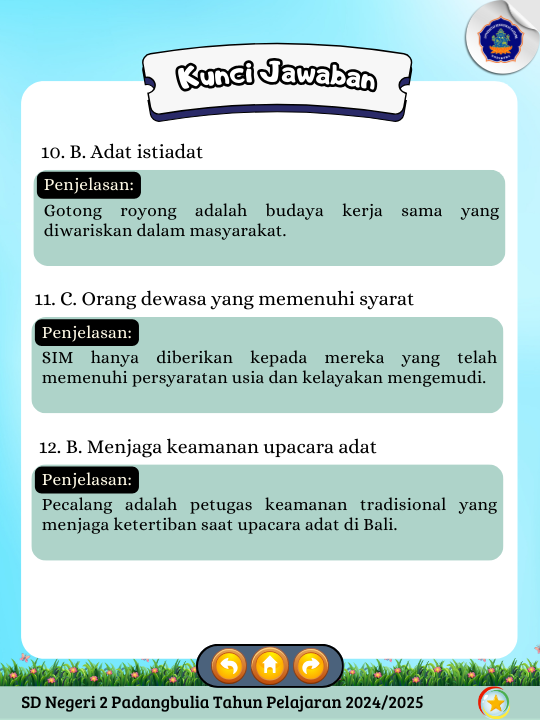 Kunci Jawaban
10. B. Adat istiadat
Penjelasan:
Gotong royong adalah budaya kerja sama yang
diwariskan dalam masyarakat.
11. C. Orang dewasa yang memenuhi syarat
Penjelasan:
SIM hanya diberikan kepada mereka yang telah
memenuhi persyaratan usia dan kelayakan mengemudi.
12. B. Menjaga keamanan upacara adat
Penjelasan:
Pecalang adalah petugas keamanan tradisional yang
menjaga ketertiban saat upacara adat di Bali.
SD Negeri 2 Padangbulia Tahun Pelajaran 2024/2025